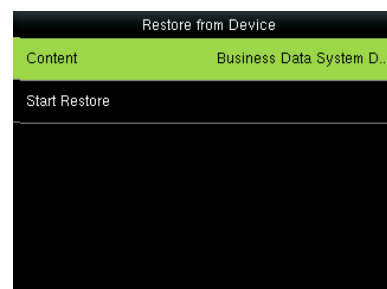 Restore from Device
Content Business Data System D..
Start Restore